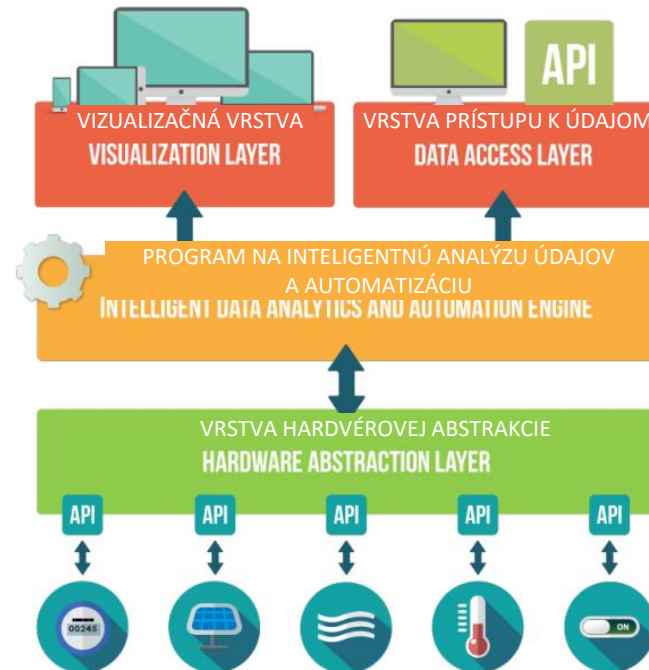 API
VIZUALIZAČNÁ VRSTVA
VISUALIZATION LAYER
VRSTVA PRÍSTUPU K ÚDAJOM
DATA ACCESS LAYER
PROGRAM NA INTELIGENTNÚ ANALÝZU ÚDAJOV
A AUTOMATIZÁCIU
INTELLIGENT DATA ANALYTICS AND AUTOMATION ENGINE
VRSTVA HARDVÉROVEJ ABSTRAKCIE
HARDWARE ABSTRACTION LAYER
API
API
API
API
API
00245
ON